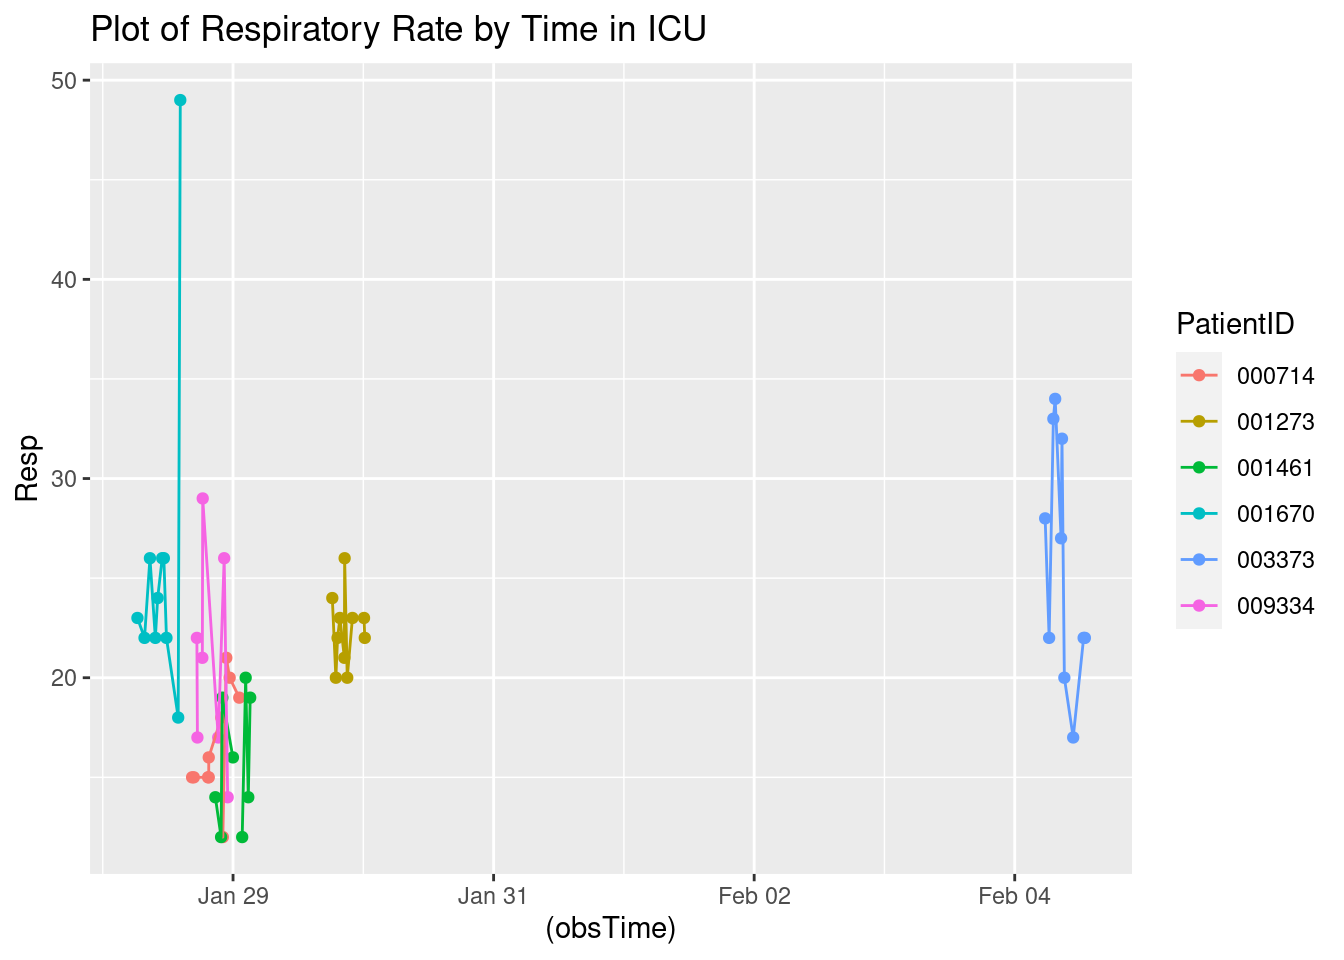 Plot of Respiratory Rate by Time in ICU
50
40
30
20
Resp
Jan 29
Jan 31
Feb 02
Feb 04
(obsTime)
PatientID
000714
001273
001461
001670
003373
009334